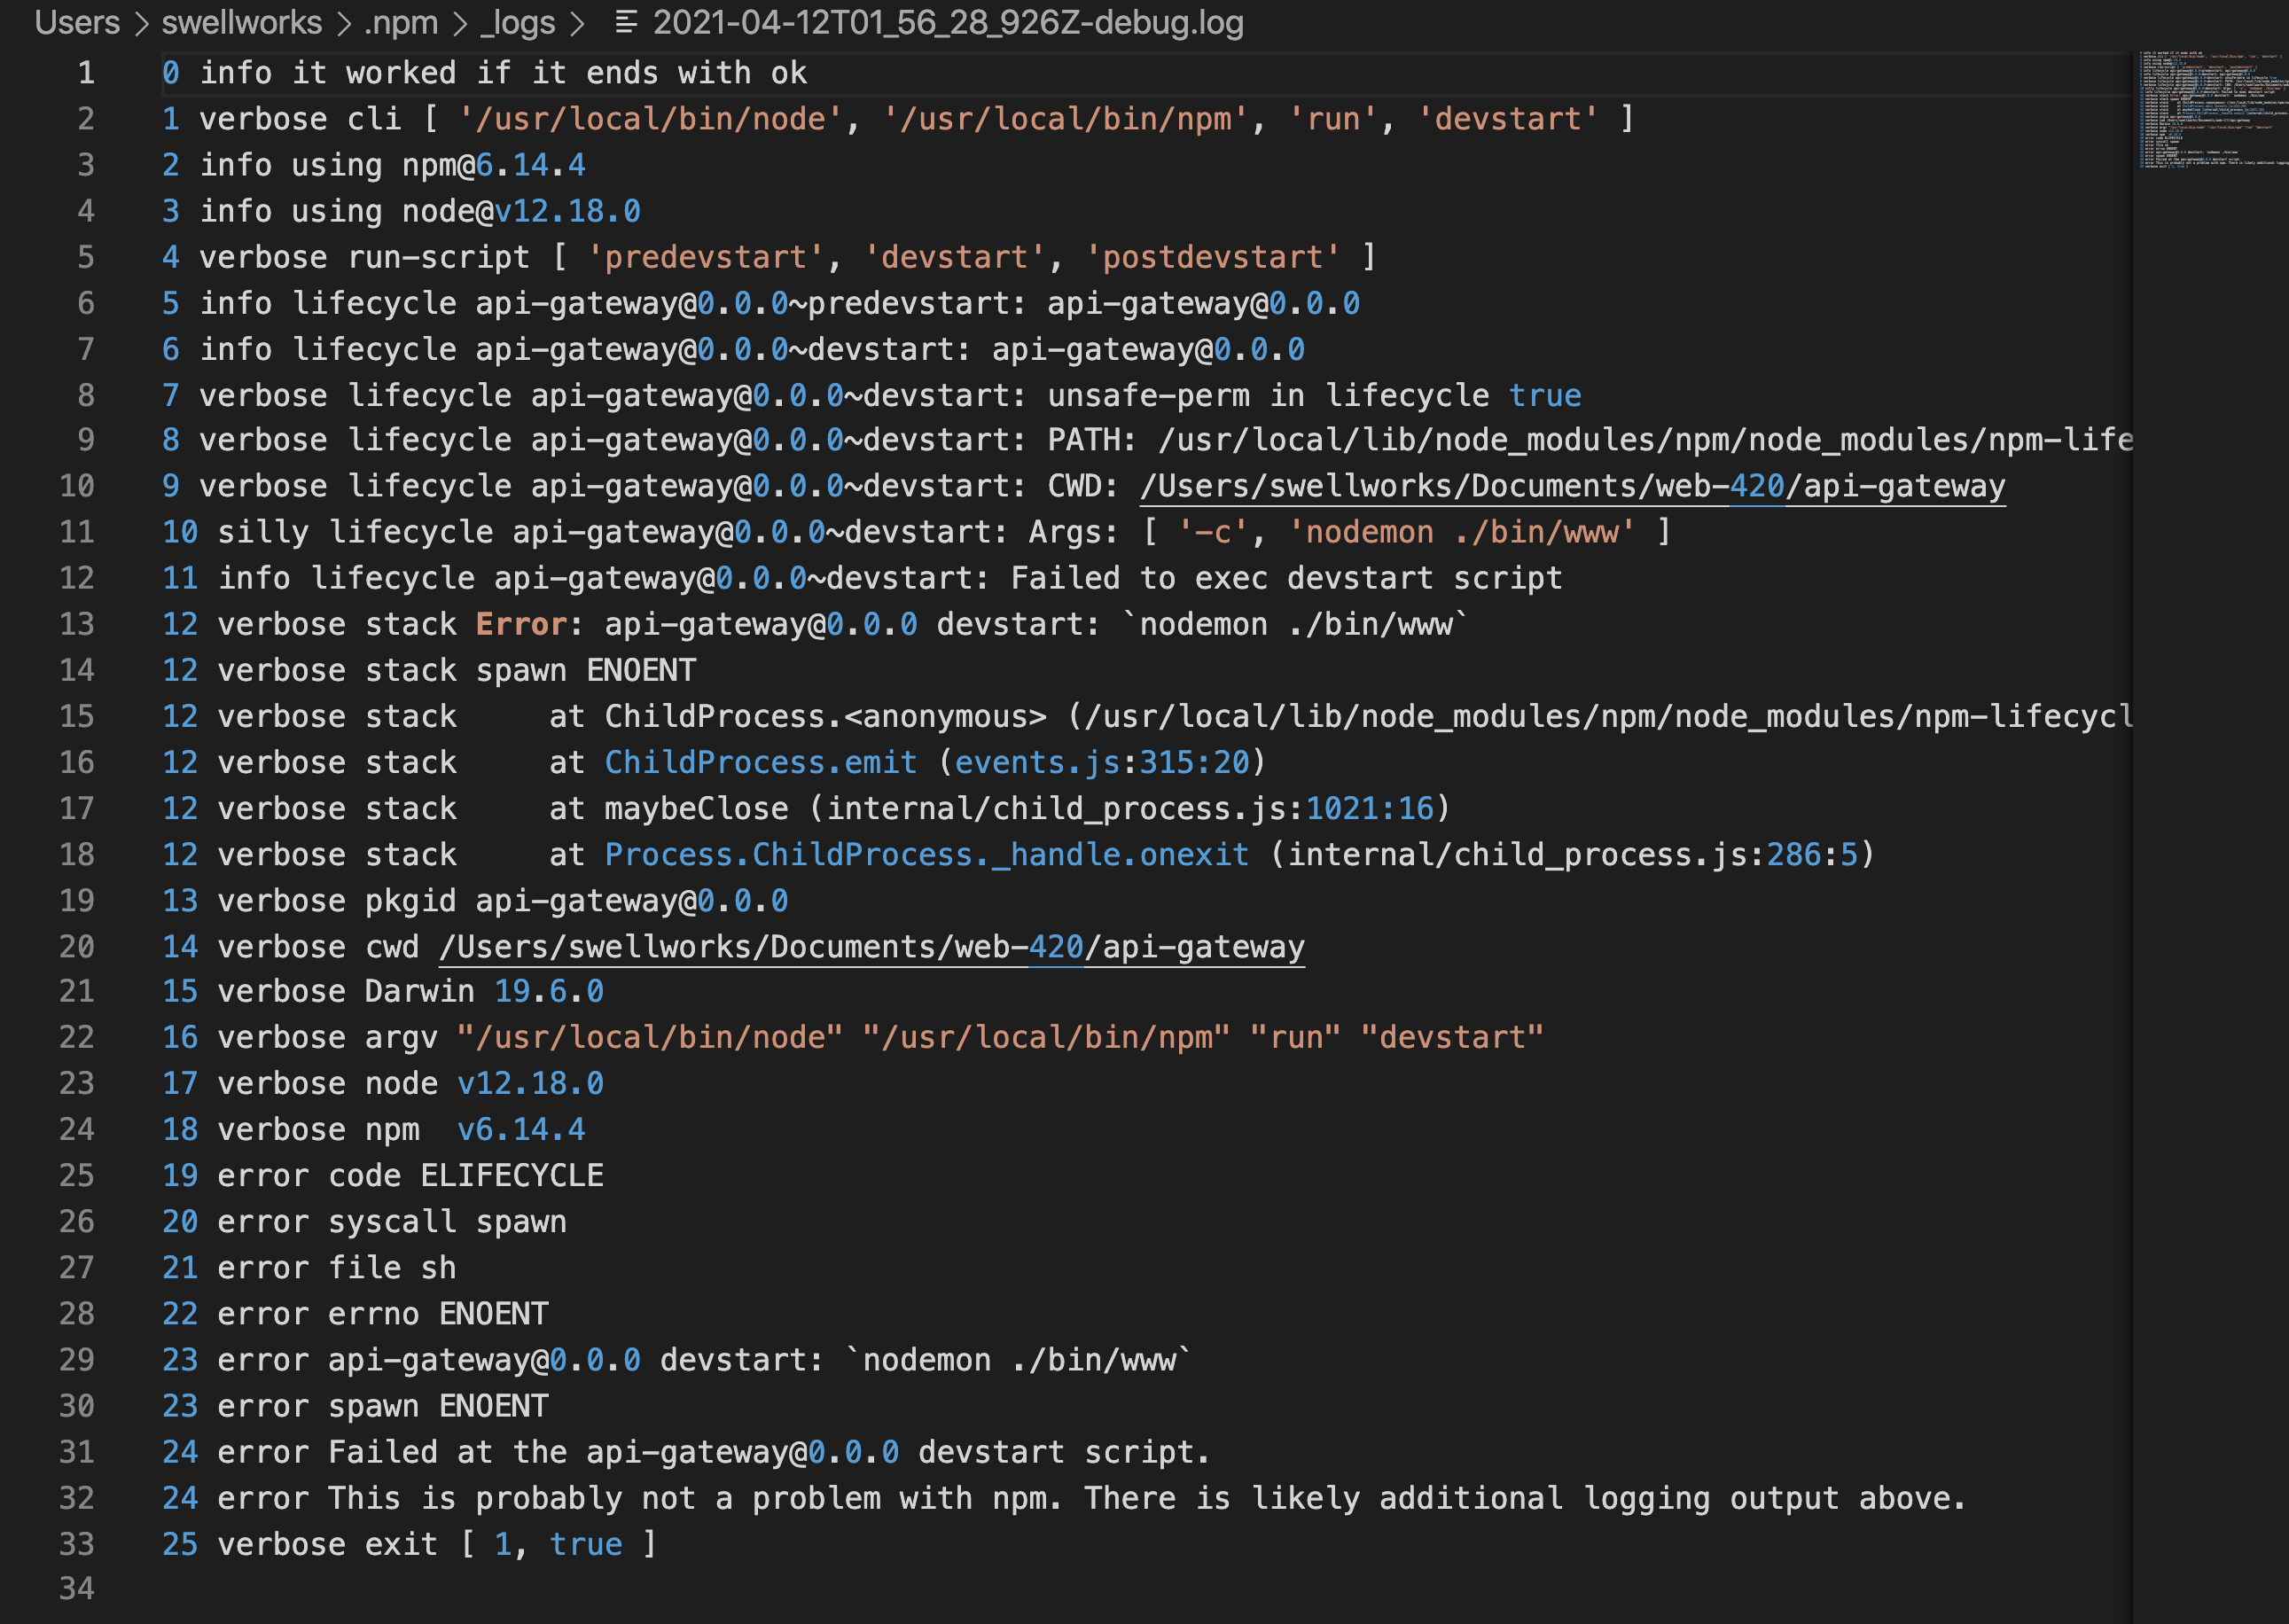 Users > swellworks > .npm > _logs > 2021-04-12T01_56_28_926Z-debug.log
1 0 info it worked if it ends with ok
2 1 verbose cli [ '/usr/local/bin/node', '/usr/local/bin/npm', 'run', 'devstart' ]
3 2 info using npm@6.14.4
4 3 info using node@v12.18.0
5 4 verbose run-script [ 'predevstart', 'devstart', 'postdevstart' ]
6 5 info lifecycle api-gateway@0.0.0~predevstart: api-gateway@0.0.0
7 6 info lifecycle api-gateway@0.0.0~devstart: api-gateway@0.0.0
8 7 verbose lifecycle api-gateway@0.0.0~devstart: unsafe-perm in lifecycle true
9 8 verbose lifecycle api-gateway@0.0.0~devstart: PATH: /usr/local/lib/node_modules/npm/node_modules/npm-life
10 9 verbose lifecycle api-gateway@0.0.0~devstart: CWD: /Users/swellworks/Documents/web-420/api-gateway
11 10 silly lifecycle api-gateway@0.0.0~devstart: Args: [ '-c', 'nodemon ./bin/www' ]
12 11 info lifecycle api-gateway@0.0.0~devstart: Failed to exec devstart script
13 12 verbose stack Error: api-gateway@0.0.0 devstart: `nodemon ./bin/www`
14 12 verbose stack spawn ENOENT
15 12 verbose stack     at ChildProcess.<anonymous> (/usr/local/lib/node_modules/npm/node_modules/npm-lifecycl
16 12 verbose stack     at ChildProcess.emit (events.js:315:20)
17 12 verbose stack     at maybeClose (internal/child_process.js:1021:16)
18 12 verbose stack     at Process.ChildProcess._handle.onexit (internal/child_process.js:286:5)
19 13 verbose pkgid api-gateway@0.0.0
20 14 verbose cwd /Users/swellworks/Documents/web-420/api-gateway
21 15 verbose Darwin 19.6.0
22 16 verbose argv "/usr/local/bin/node" "/usr/local/bin/npm" "run" "devstart"
23 17 verbose node v12.18.0
24 18 verbose npm  v6.14.4
25 19 error code ELIFECYCLE
26 20 error syscall spawn
27 21 error file sh
28 22 error errno ENOENT
29 23 error api-gateway@0.0.0 devstart: `nodemon ./bin/www`
30 23 error spawn ENOENT
31 24 error Failed at the api-gateway@0.0.0 devstart script.
32 24 error This is probably not a problem with npm. There is likely additional logging output above.
33 25 verbose exit [ 1, true ]
34